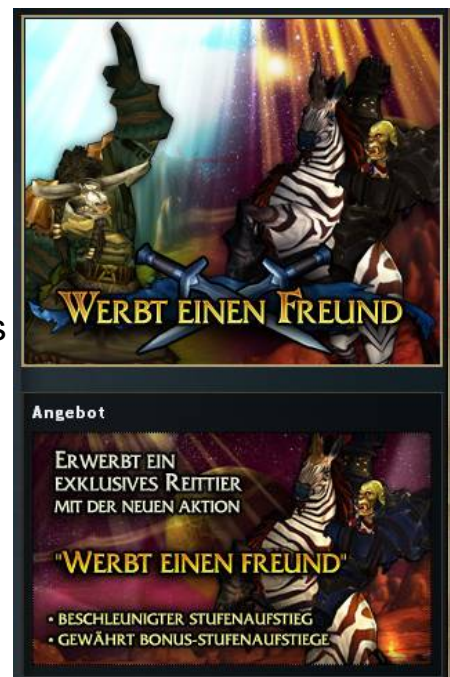 WERBT EINEN FREUND
s
Angebot
ERWERBT EIN
EXKLUSIVES REITTIER
MIT DER NEUEN AKTION
"WERBT EINEN FREUND"
• BESCHLEUNIGTER STUFENAUFSTIEG
• GEWÄHRT BONUS-STUFENAUFSTIEGE